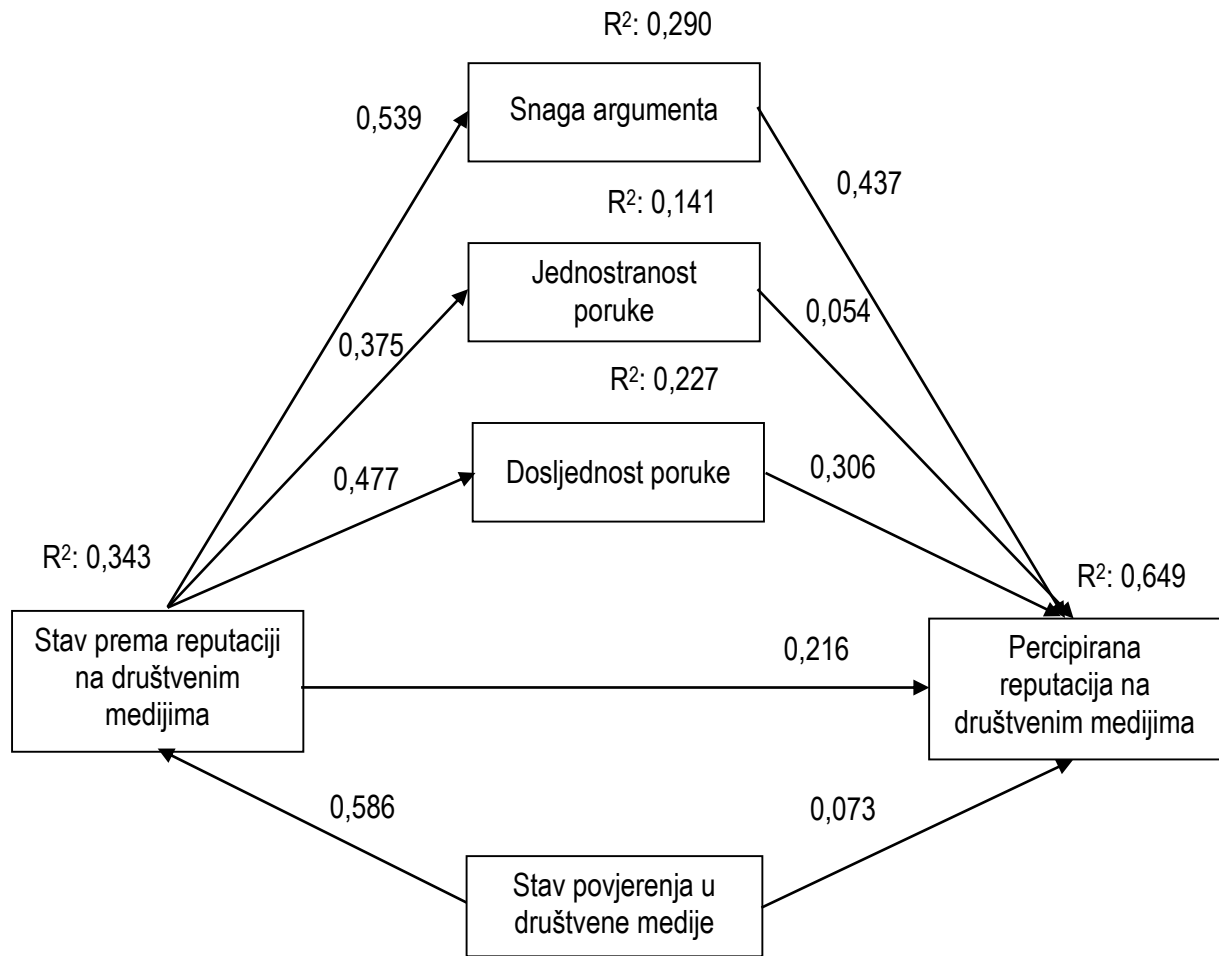 R²: 0,290
Snaga argumenta
0,539
0,437
R²: 0,141
Jednostranost
poruke
0,054
0,375
R²: 0,227
Dosljednost poruke
0,477
0,306
R²: 0,343
R²: 0,649
Stav prema reputaciji
na društvenim
medijima
0,216
Percipirana
reputacija na
društvenim medijima
0,586
0,073
Stav povjerenja u
društvene medije